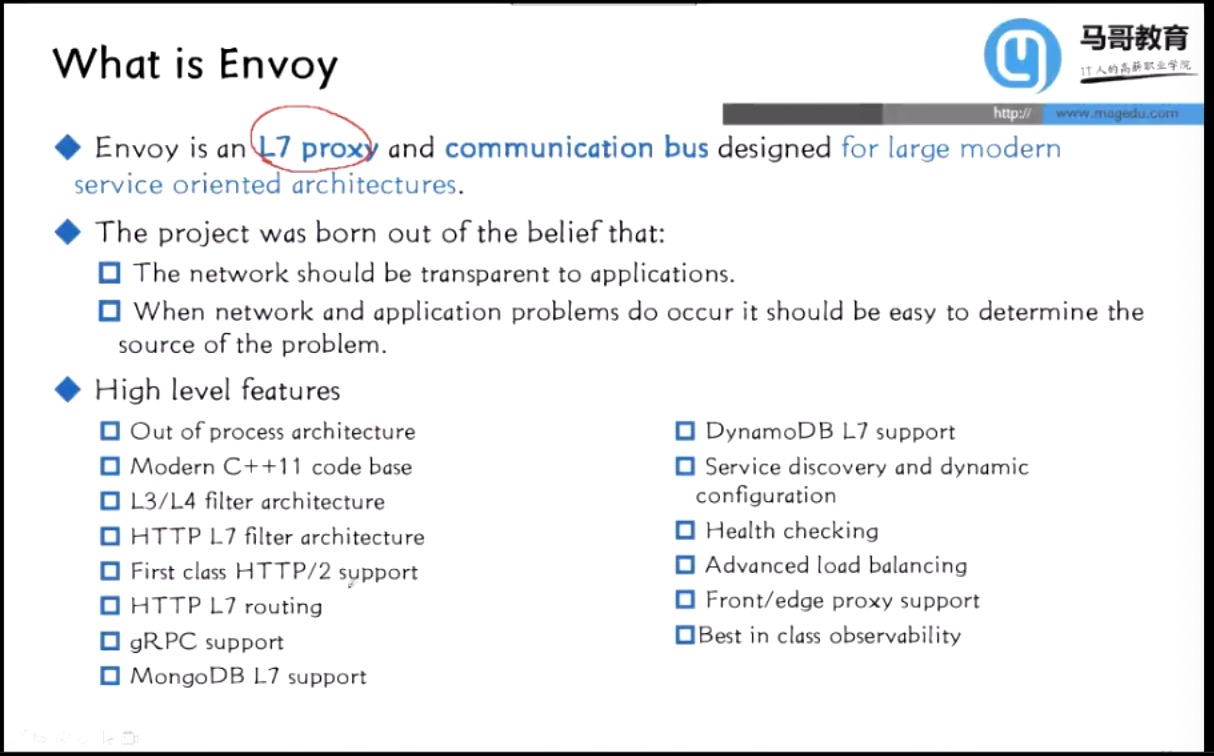 What is Envoy
马哥教育
IT人的高薪职业学院
http:// www.magedu.com
Envoy is an L7 proxy and communication bus designed for large modern
service oriented architectures.
The project was born out of the belief that:
The network should be transparent to applications.
When network and application problems do occur it should be easy to determine the
source of the problem.
High level features
Out of process architecture
Modern C++11 code base
L3/L4 filter architecture
HTTP L7 filter architecture
First class HTTP/2 support
HTTP L7 routing
gRPC support
MongoDB L7 support
DynamoDB L7 support
Service discovery and dynamic
configuration
Health checking
Advanced load balancing
Front/edge proxy support
Best in class observability